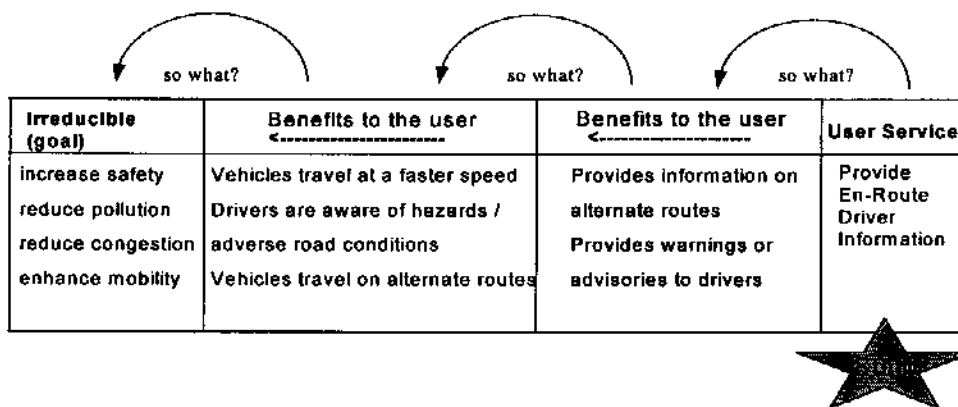 so what?
so what?
so what?
Irreducible
(goal)
Benefits to the user
Benefits to the user
User Service
increase safety
reduce pollution
reduce congestion
enhance mobility
Vehicles travel at a faster speed
Drivers are aware of hazards /
adverse road conditions
Vehicles travel on alternate routes
Provides information on
alternate routes
Provides warnings or
advisories to drivers
Provide
En-Route
Driver
Information